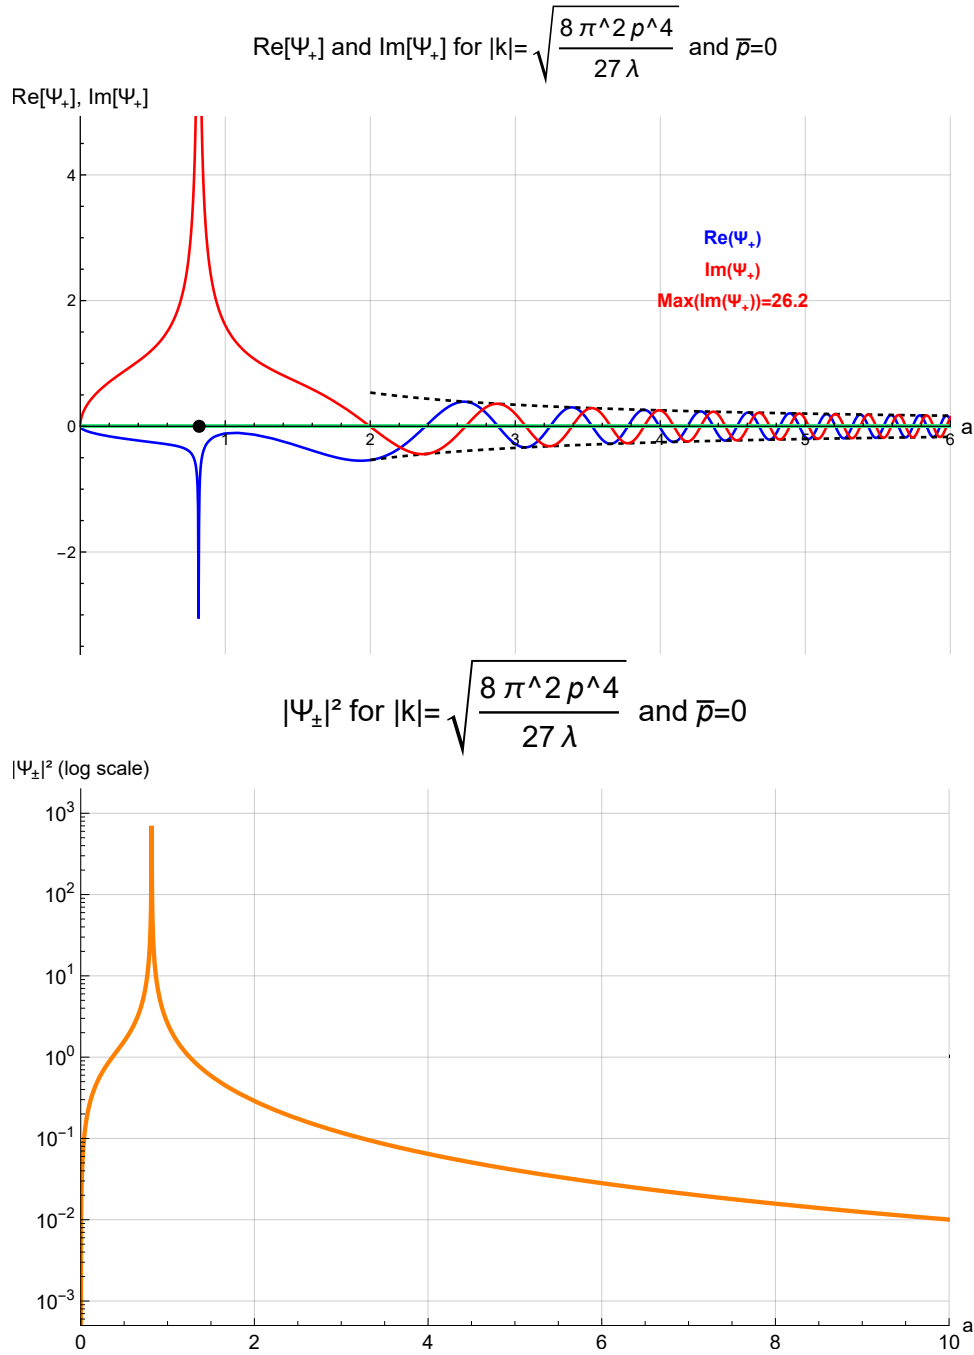 Re[Ψ₊] and Im[Ψ₊] for |k|=√(8 π^2 p^4 / 27 λ) and p̅=0
Re[Ψ₊], Im[Ψ₊]
4
2
0
−2
1
2
3
4
5
6
a
Re(Ψ₊)
Im(Ψ₊)
Max(Im(Ψ₊))=26.2
|Ψ±|² for |k|=√(8 π^2 p^4 / 27 λ) and p̅=0
|Ψ±|² (log scale)
10³
10²
10¹
10⁰
10⁻¹
10⁻²
10⁻³
0
2
4
6
8
10
a